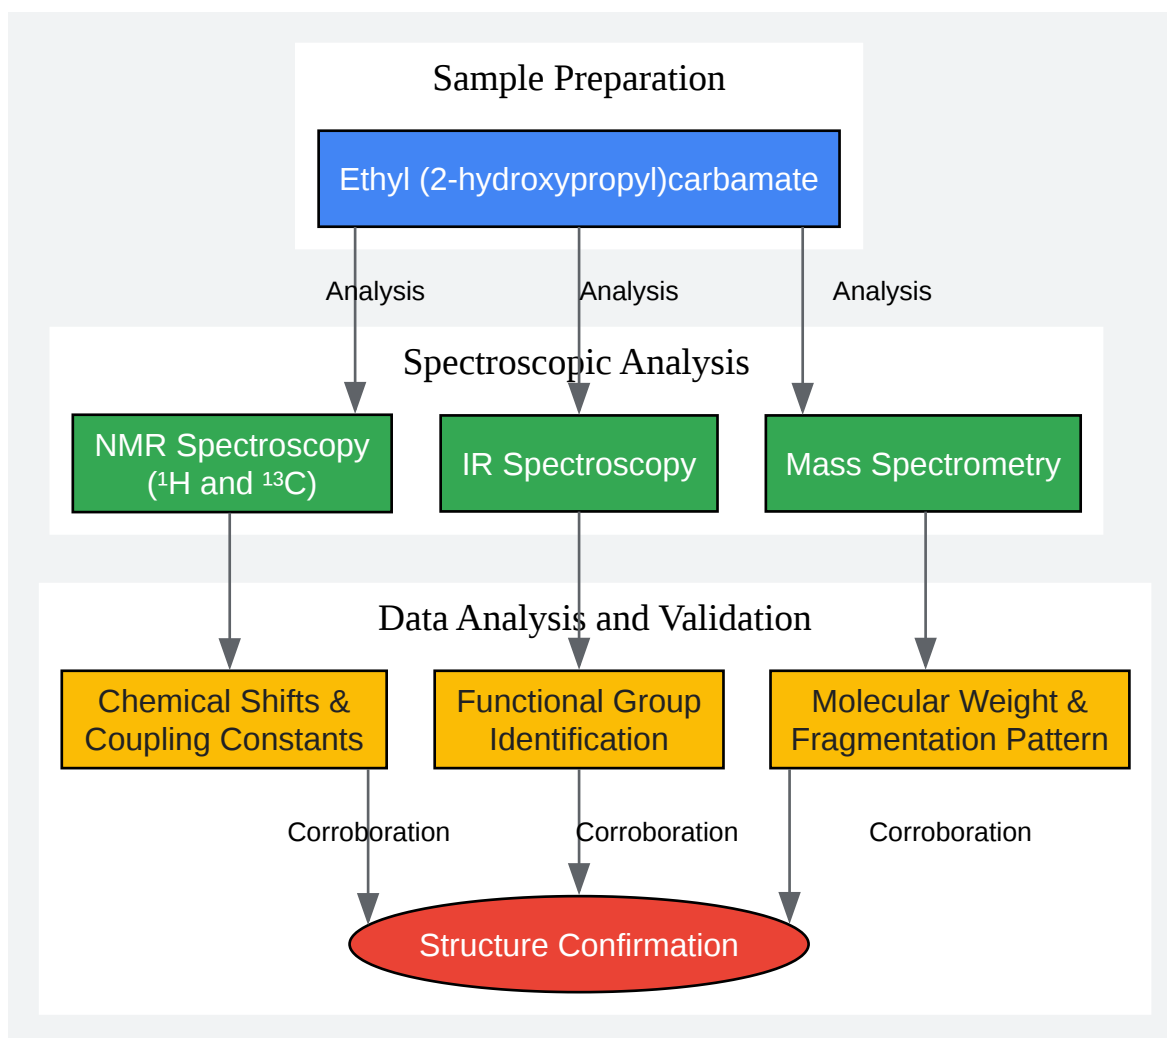 Sample Preparation
Ethyl (2-hydroxypropyl)carbamate
Analysis
Analysis
Analysis
Spectroscopic Analysis
NMR Spectroscopy
(¹H and ¹³C)
IR Spectroscopy
Mass Spectrometry
Data Analysis and Validation
Chemical Shifts &
Coupling Constants
Functional Group
Identification
Molecular Weight &
Fragmentation Pattern
Corroboration
Corroboration
Corroboration
Structure Confirmation